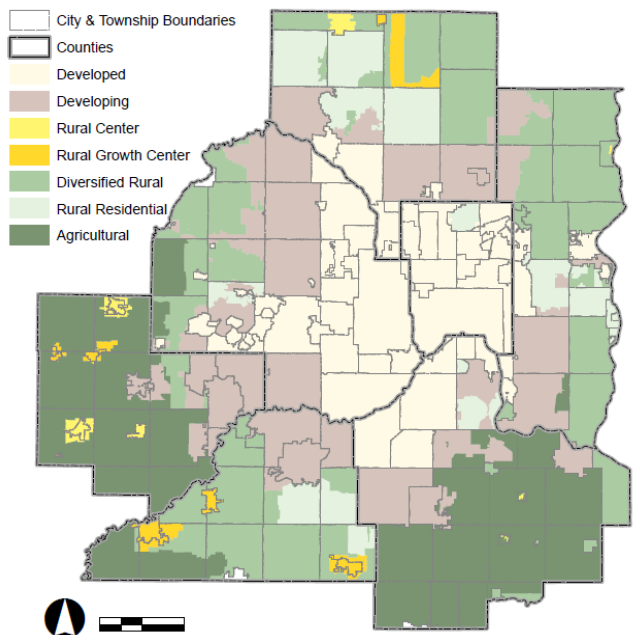 City & Township Boundaries
Counties
Developed
Developing
Rural Center
Rural Growth Center
Diversified Rural
Rural Residential
Agricultural